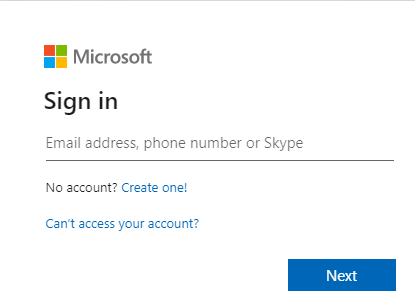 Microsoft
Sign in
Email address, phone number or Skype
No account? Create one!
Can't access your account?
Next